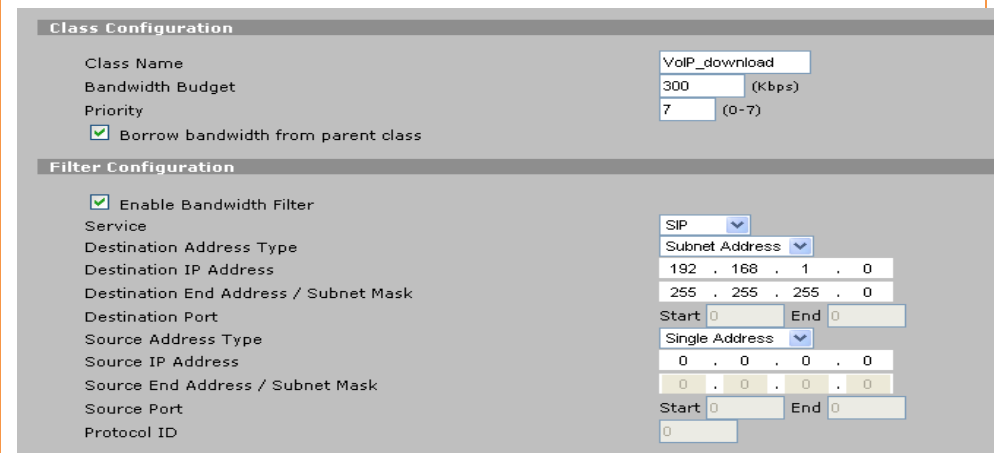 Class Configuration
Class Name VoIP_download
Bandwidth Budget 300 (Kbps)
Priority 7 (0-7)
Borrow bandwidth from parent class
Filter Configuration
Enable Bandwidth Filter
Service SIP
Destination Address Type Subnet Address
Destination IP Address 192 . 168 . 1 . 0
Destination End Address / Subnet Mask 255 . 255 . 255 . 0
Destination Port Start 0 End 0
Source Address Type Single Address
Source IP Address 0 . 0 . 0 . 0
Source End Address / Subnet Mask 0 . 0 . 0 . 0
Source Port Start 0 End 0
Protocol ID 0